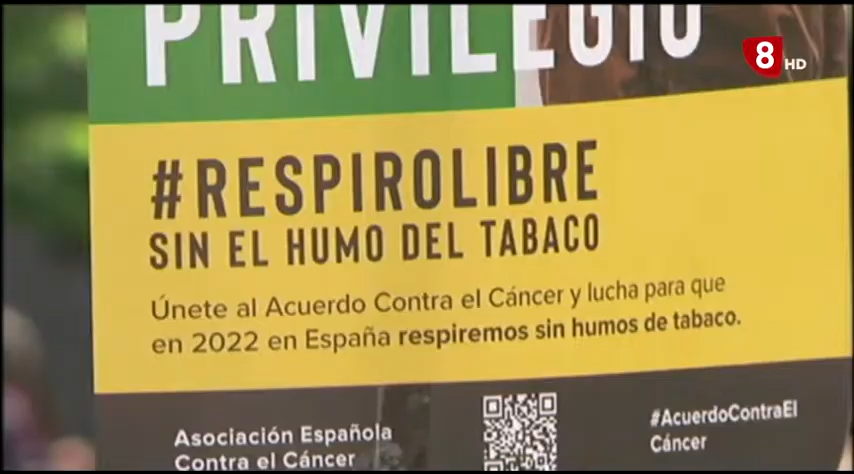 PRIVILEGIO
8 HD
#RESPIROLIBRE
SIN EL HUMO DEL TABACO
Únete al Acuerdo Contra el Cáncer y lucha para que
en 2022 en España respiremos sin humos de tabaco.
Asociación Española
Contra el Cáncer
#AcuerdoContraEl
Cáncer